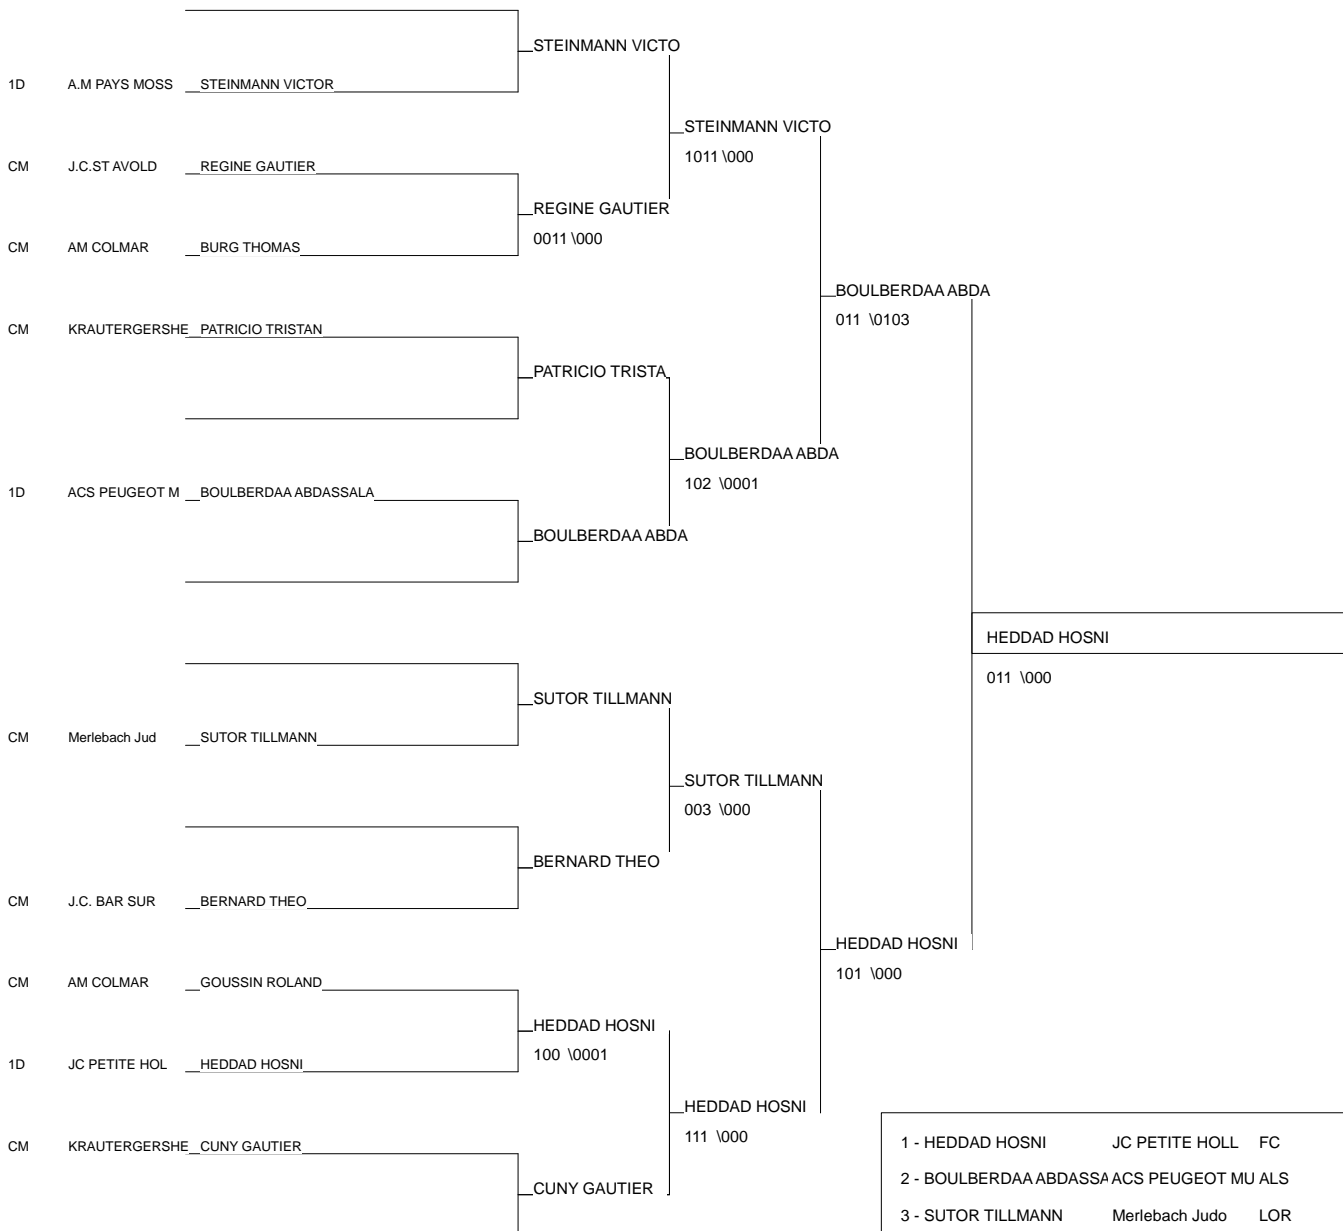 STEINMANN VICTO
1D A.M PAYS MOSS STEINMANN VICTOR
STEINMANN VICTO
1011 \000
CM J.C.ST AVOLD REGINE GAUTIER
REGINE GAUTIER
0011 \000
CM AM COLMAR BURG THOMAS
BOULBERDAA ABDA
011 \0103
CM KRAUTERGERSHE PATRICIO TRISTAN
PATRICIO TRISTA
BOULBERDAA ABDA
102 \0001
1D ACS PEUGEOT M BOULBERDAA ABDASSALA
BOULBERDAA ABDA
HEDDAD HOSNI
011 \000
SUTOR TILLMANN
CM Merlebach Jud SUTOR TILLMANN
SUTOR TILLMANN
003 \000
BERNARD THEO
CM J.C. BAR SUR BERNARD THEO
HEDDAD HOSNI
101 \000
CM AM COLMAR GOUSSIN ROLAND
HEDDAD HOSNI
100 \0001
1D JC PETITE HOL HEDDAD HOSNI
HEDDAD HOSNI
111 \000
CM KRAUTERGERSHE CUNY GAUTIER
CUNY GAUTIER
1 - HEDDAD HOSNI JC PETITE HOLL FC
2 - BOULBERDAA ABDASSA ACS PEUGEOT MU ALS
3 - SUTOR TILLMANN Merlebach Judo LOR